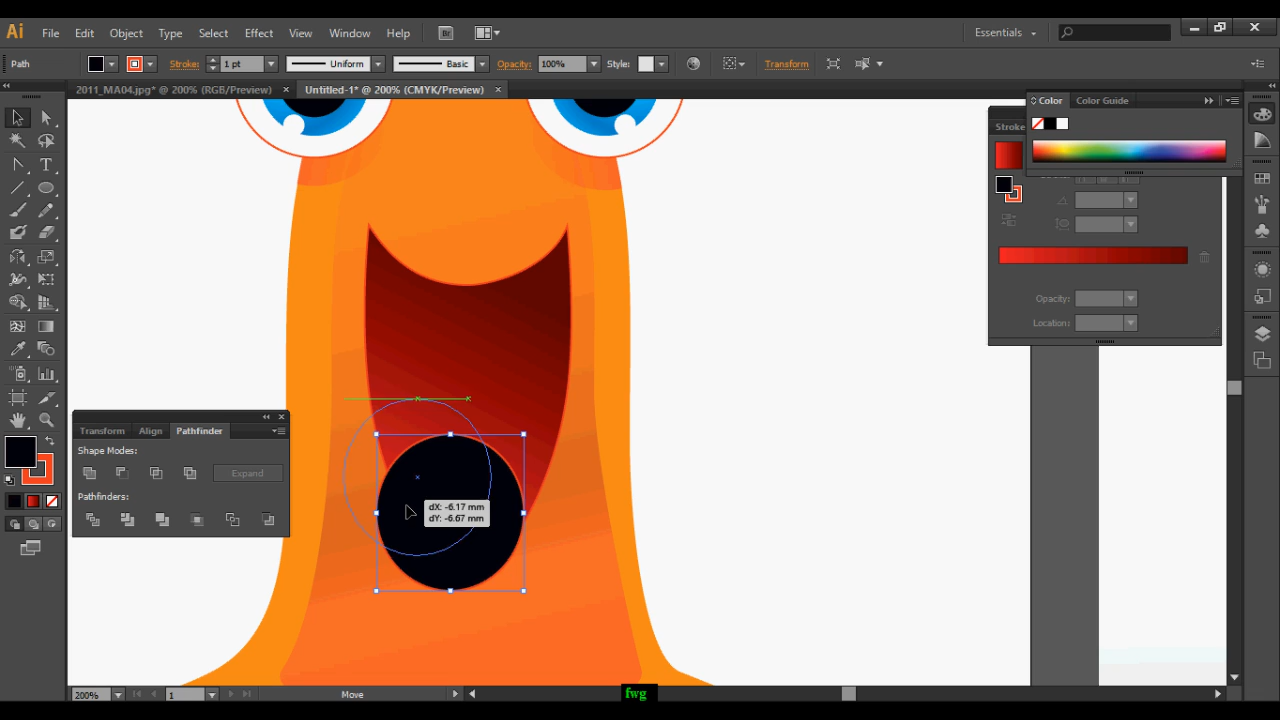 Ai File Edit Object Type Select Effect View Window Help Br Essentials
Path Stroke: 1 pt Uniform Basic Opacity: 100% Style: Transform
2011_MA04.jpg* @ 200% (RGB/Preview) × Untitled-1* @ 200% (CMYK/Preview) ×
Color Color Guide
Stroke
Opacity:
Location:
Transform Align Pathfinder
Shape Modes:
Expand
Pathfinders:
dX: -6.17 mm
dY: -6.67 mm
200% 1 Move
fwg